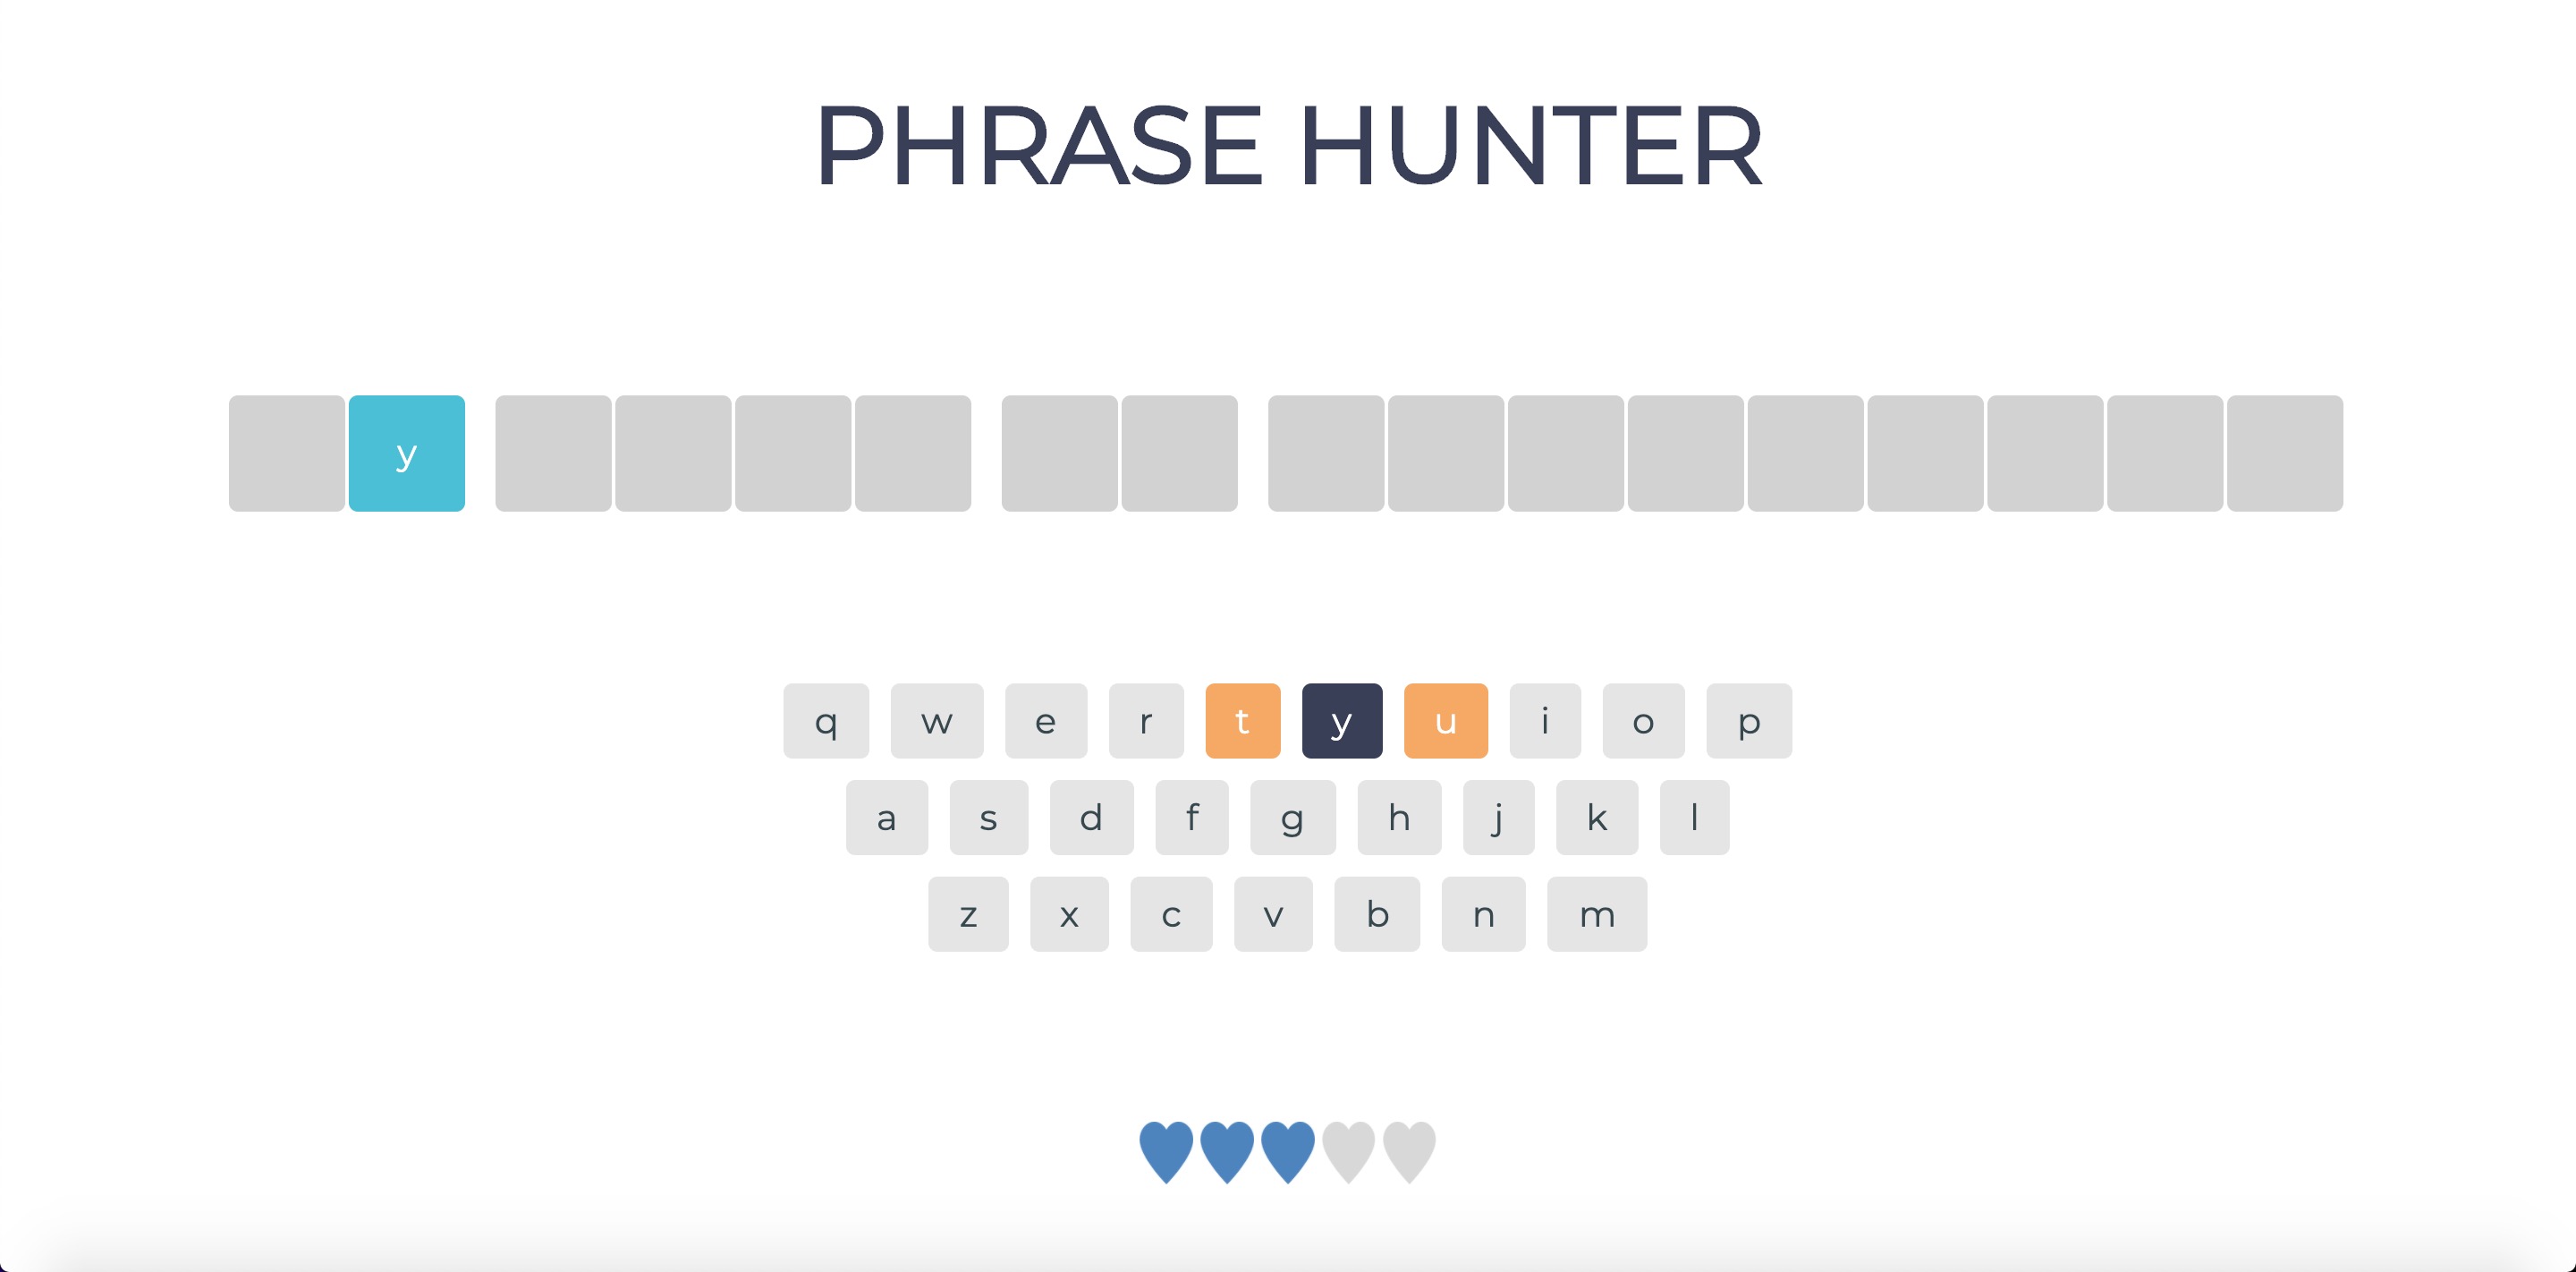 PHRASE HUNTER
y
q w e r t y u i o p
a s d f g h j k l
z x c v b n m